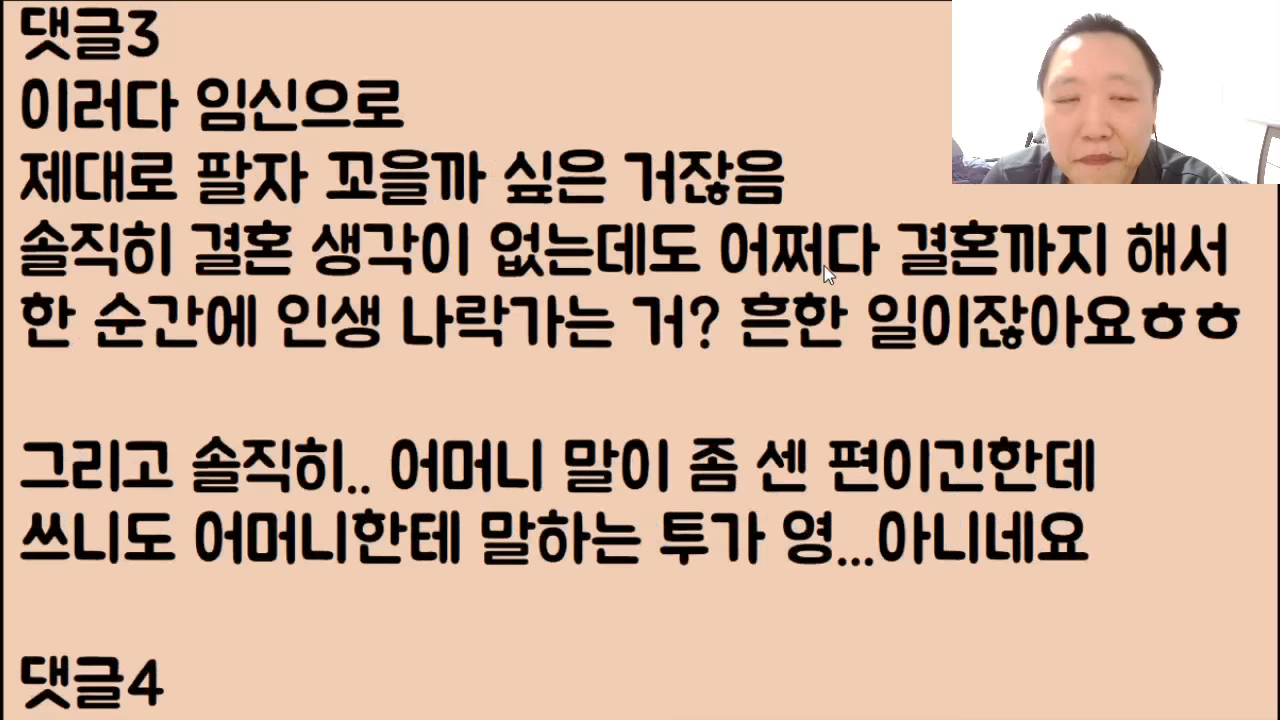 댓글3
이러다 임신으로
제대로 팔자 꼬을까 싶은 거잖음
솔직히 결혼 생각이 없는데도 어쩌다 결혼까지 해서
한 순간에 인생 나락가는 거? 흔한 일이잖아요ㅎㅎ
그리고 솔직히.. 어머니 말이 좀 센 편이긴한데
쓰니도 어머니한테 말하는 투가 영...아니네요
댓글4